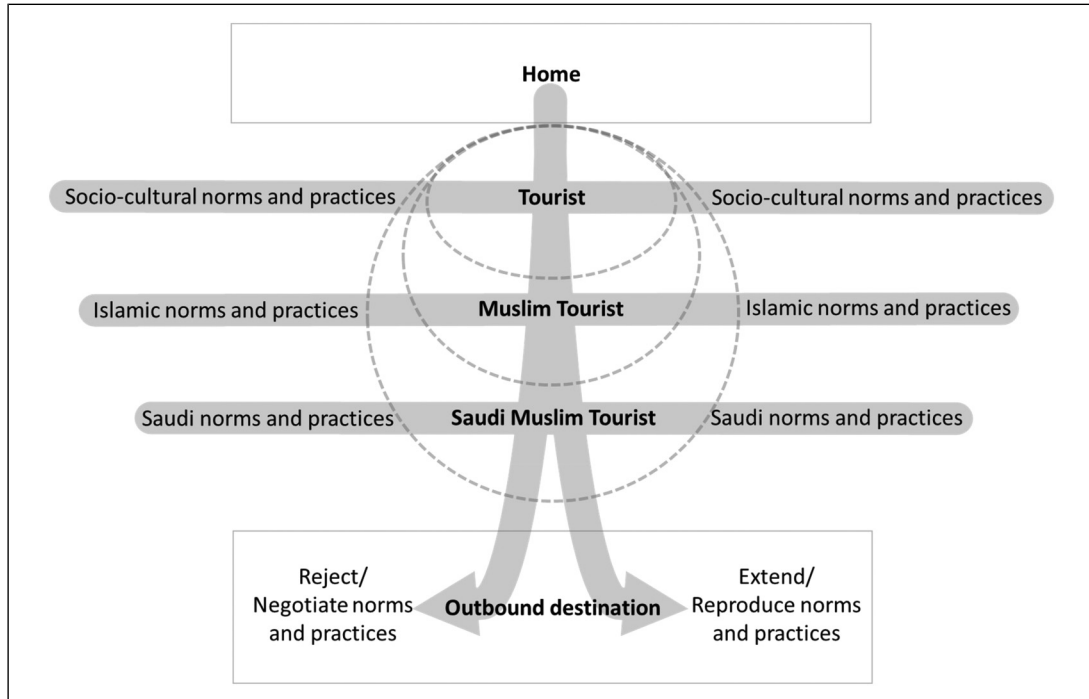 Home
Socio-cultural norms and practices
Tourist
Socio-cultural norms and practices
Islamic norms and practices
Muslim Tourist
Islamic norms and practices
Saudi norms and practices
Saudi Muslim Tourist
Saudi norms and practices
Reject/
Negotiate norms
and practices
Outbound destination
Extend/
Reproduce norms
and practices